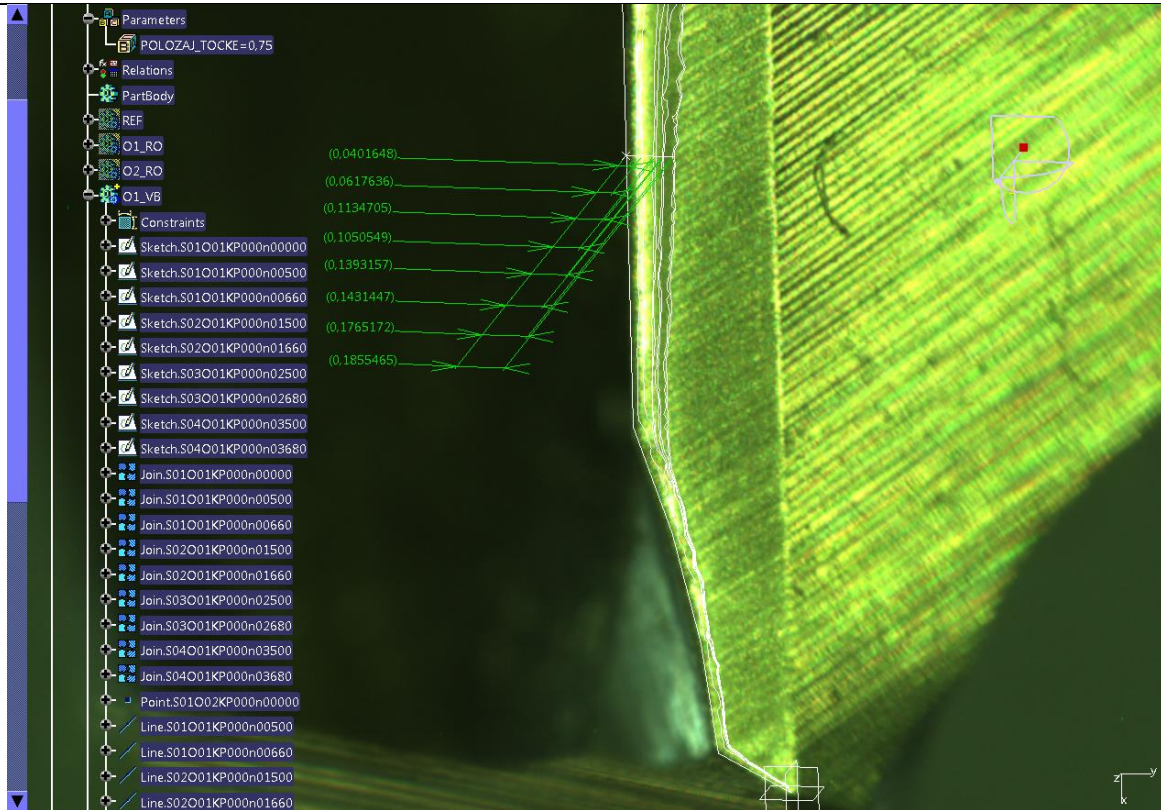 Parameters
POLOZAJ_TOCKE=0,75
Relations
PartBody
REF
O1_RO
O2_RO
O1_VB
Constraints
Sketch.S01O01KP000n00000
Sketch.S01O01KP000n00500
Sketch.S01O01KP000n00660
Sketch.S02O01KP000n01500
Sketch.S02O01KP000n01660
Sketch.S03O01KP000n02500
Sketch.S03O01KP000n02680
Sketch.S04O01KP000n03500
Sketch.S04O01KP000n03680
Join.S01O01KP000n00000
Join.S01O01KP000n00500
Join.S01O01KP000n00660
Join.S02O01KP000n01500
Join.S02O01KP000n01660
Join.S03O01KP000n02500
Join.S03O01KP000n02680
Join.S04O01KP000n03500
Join.S04O01KP000n03680
Point.S01O02KP000n00000
Line.S01O01KP000n00500
Line.S01O01KP000n00660
Line.S02O01KP000n01500
Line.S02O01KP000n01660
(0,0401648)
(0,0617636)
(0,1134705)
(0,1050549)
(0,1393157)
(0,1431447)
(0,1765172)
(0,1855465)
z y
x